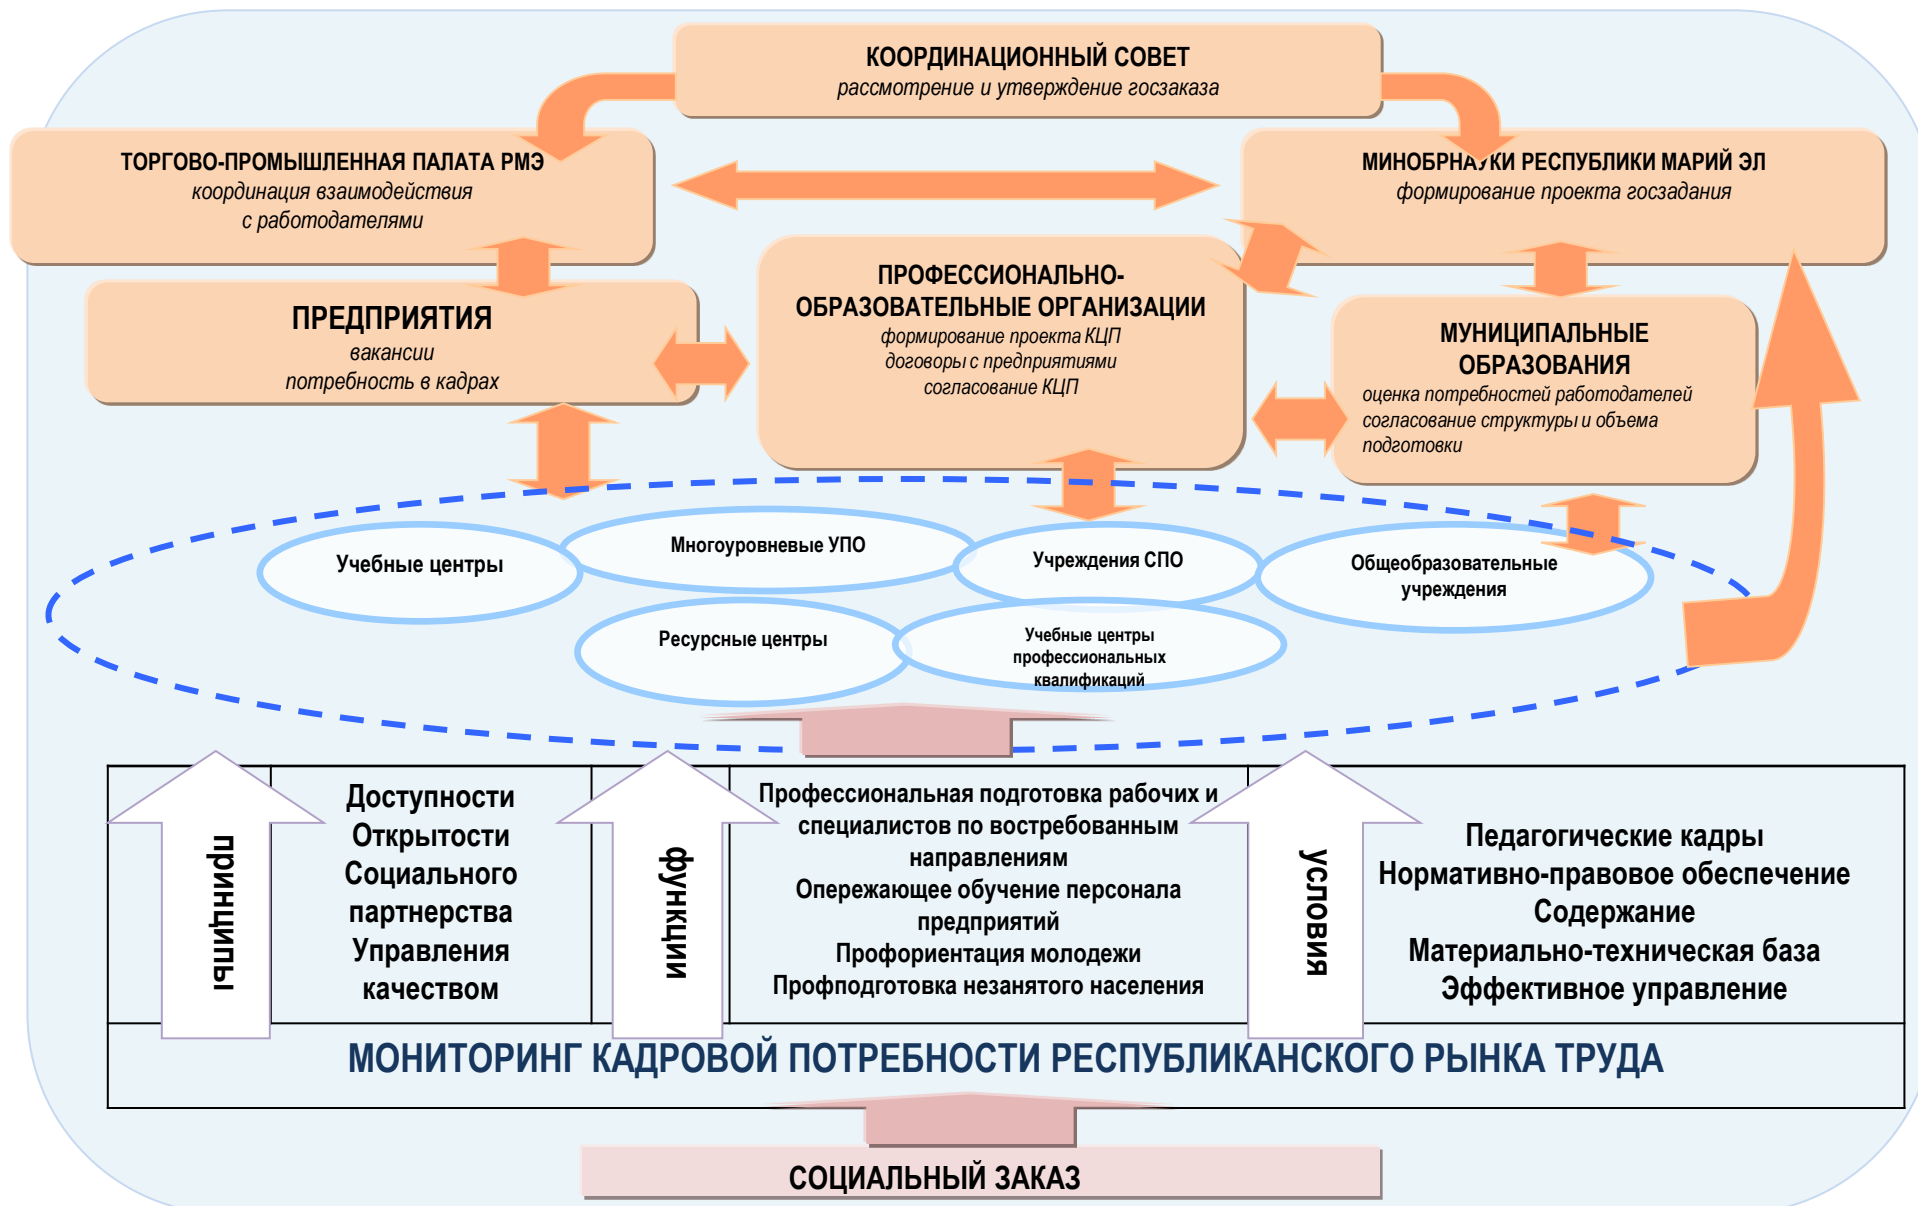 КООРДИНАЦИОННЫЙ СОВЕТ
рассмотрение и утверждение госзаказа
ТОРГОВО-ПРОМЫШЛЕННАЯ ПАЛАТА РМЭ
координация взаимодействия
с работодателями
МИНОБРНАУКИ РЕСПУБЛИКИ МАРИЙ ЭЛ
формирование проекта госзадания
ПРЕДПРИЯТИЯ
вакансии
потребность в кадрах
ПРОФЕССИОНАЛЬНО-
ОБРАЗОВАТЕЛЬНЫЕ ОРГАНИЗАЦИИ
формирование проекта КЦП
договоры с предприятиями
согласование КЦП
МУНИЦИПАЛЬНЫЕ
ОБРАЗОВАНИЯ
оценка потребностей работодателей
согласование структуры и объема
подготовки
Учебные центры
Многоуровневые УПО
Учреждения СПО
Общеобразовательные
учреждения
Ресурсные центры
Учебные центры
профессиональных
квалификаций
принципы
Доступности
Открытости
Социального
партнерства
Управления
качеством
функции
Профессиональная подготовка рабочих и
специалистов по востребованным
направлениям
Опережающее обучение персонала
предприятий
Профориентация молодежи
Профподготовка незанятого населения
условия
Педагогические кадры
Нормативно-правовое обеспечение
Содержание
Материально-техническая база
Эффективное управление
МОНИТОРИНГ КАДРОВОЙ ПОТРЕБНОСТИ РЕСПУБЛИКАНСКОГО РЫНКА ТРУДА
СОЦИАЛЬНЫЙ ЗАКАЗ